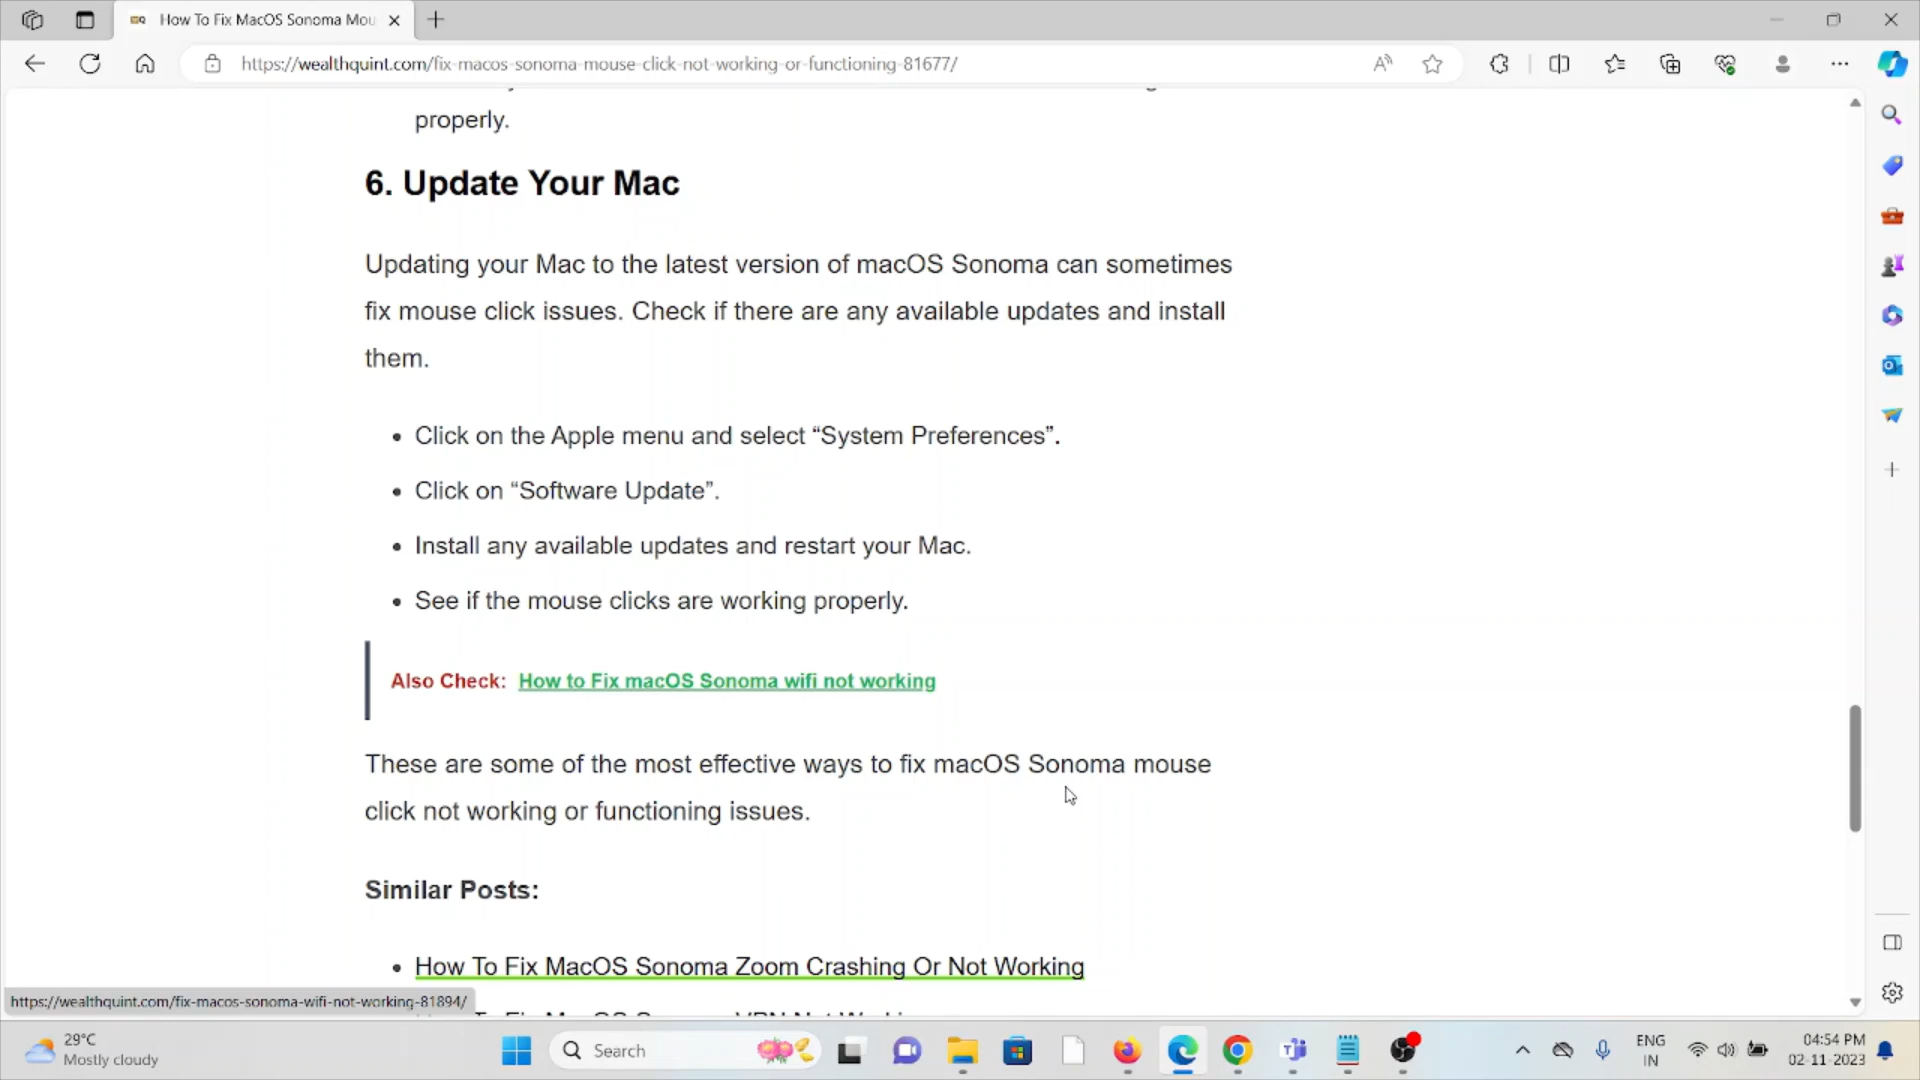 How To Fix MacOS Sonoma Mou
https://wealthquint.com/fix-macos-sonoma-mouse-click-not-working-or-functioning-81677/
properly.
6. Update Your Mac
Updating your Mac to the latest version of macOS Sonoma can sometimes
fix mouse click issues. Check if there are any available updates and install
them.
• Click on the Apple menu and select “System Preferences”.
• Click on “Software Update”.
• Install any available updates and restart your Mac.
• See if the mouse clicks are working properly.
Also Check: How to Fix macOS Sonoma wifi not working
These are some of the most effective ways to fix macOS Sonoma mouse
click not working or functioning issues.
Similar Posts:
• How To Fix MacOS Sonoma Zoom Crashing Or Not Working
https://wealthquint.com/fix-macos-sonoma-wifi-not-working-81894/
29°C
Mostly cloudy
Search
ENG
IN
04:54 PM
02-11-2023